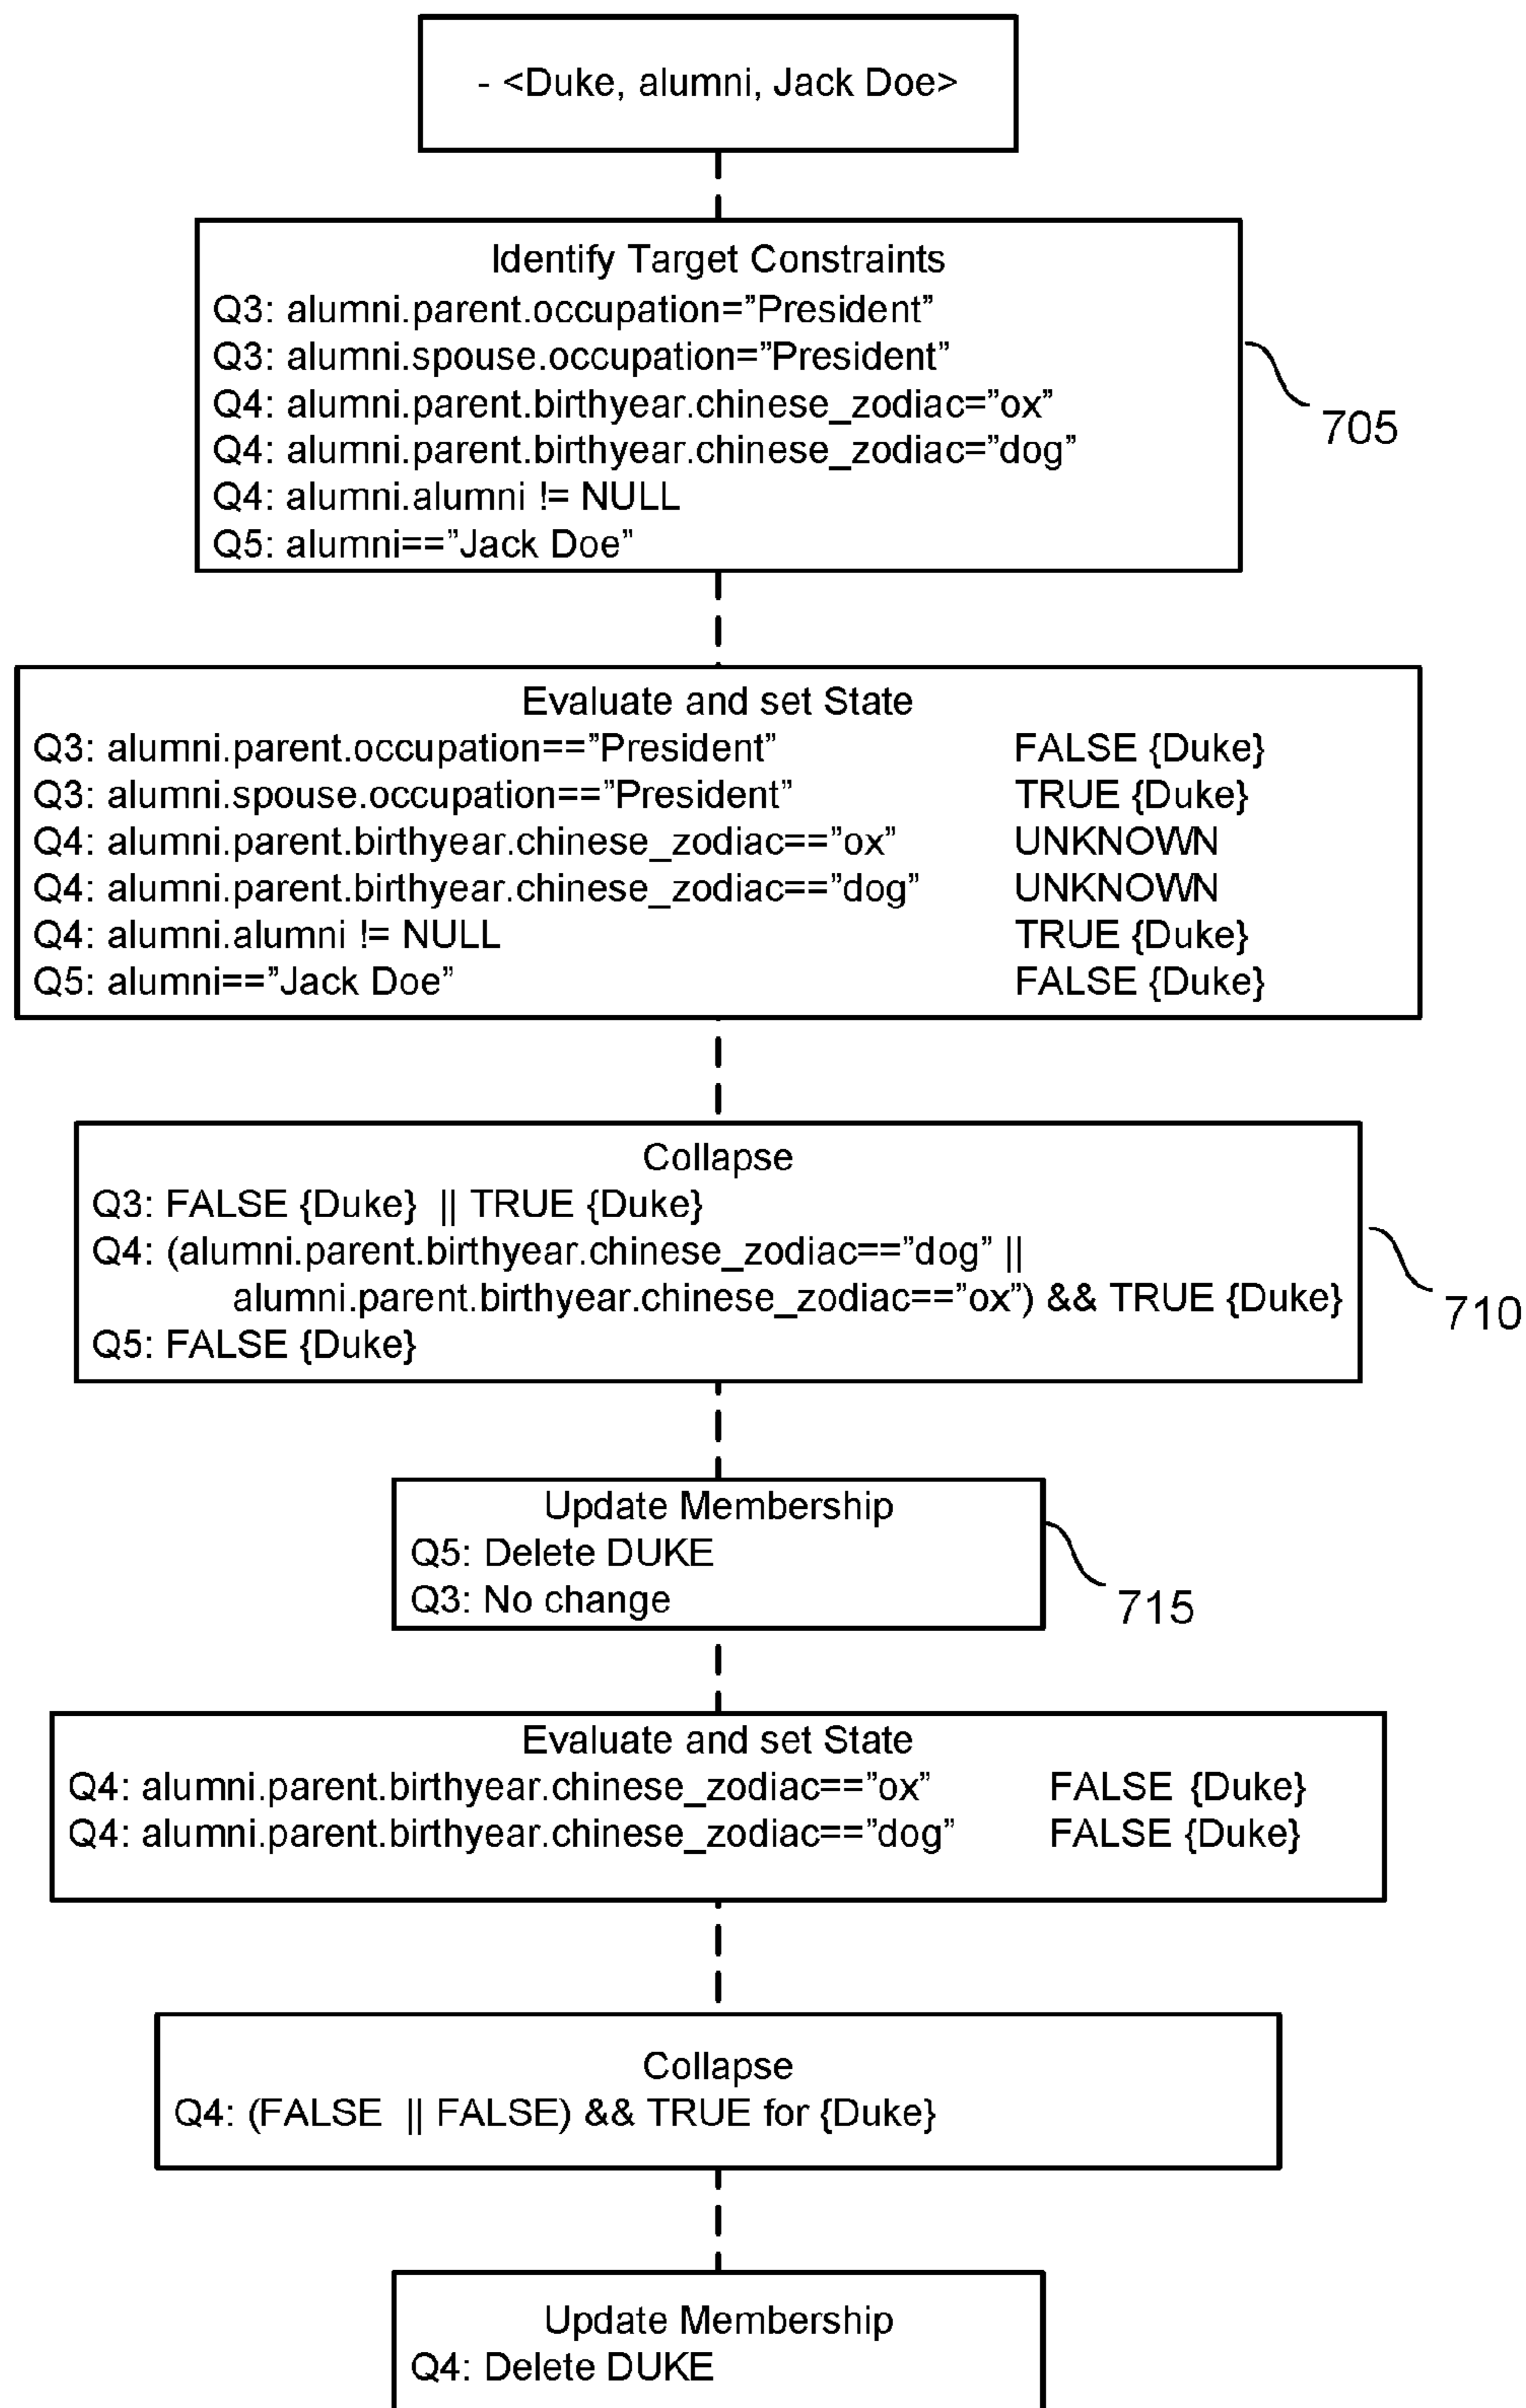 - <Duke, alumni, Jack Doe>
Identify Target Constraints
Q3: alumni.parent.occupation=”President”
Q3: alumni.spouse.occupation=”President”
Q4: alumni.parent.birthyear.chinese_zodiac=”ox”
Q4: alumni.parent.birthyear.chinese_zodiac=”dog”
Q4: alumni.alumni != NULL
Q5: alumni==”Jack Doe”
705
Evaluate and set State
Q3: alumni.parent.occupation==”President” FALSE {Duke}
Q3: alumni.spouse.occupation==”President” TRUE {Duke}
Q4: alumni.parent.birthyear.chinese_zodiac==”ox” UNKNOWN
Q4: alumni.parent.birthyear.chinese_zodiac==”dog” UNKNOWN
Q4: alumni.alumni != NULL TRUE {Duke}
Q5: alumni==”Jack Doe” FALSE {Duke}
Collapse
Q3: FALSE {Duke} || TRUE {Duke}
Q4: (alumni.parent.birthyear.chinese_zodiac==”dog” ||
alumni.parent.birthyear.chinese_zodiac==”ox”) && TRUE {Duke}
Q5: FALSE {Duke}
710
Update Membership
Q5: Delete DUKE
Q3: No change
715
Evaluate and set State
Q4: alumni.parent.birthyear.chinese_zodiac==”ox” FALSE {Duke}
Q4: alumni.parent.birthyear.chinese_zodiac==”dog” FALSE {Duke}
Collapse
Q4: (FALSE || FALSE) && TRUE for {Duke}
Update Membership
Q4: Delete DUKE